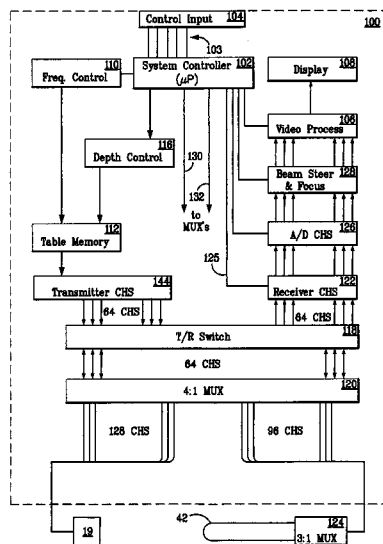 100
Control Input 104
103
Freq. Control 110
System Controller 102
(μP)
Display 108
Depth Control 116
Video Process 106
130
132
Beam Steer & Focus 128
to MUX's
Table Memory 112
A/D CHS 126
125
Transmitter CHS 144
Receiver CHS 122
64 CHS
64 CHS
T/R Switch 118
64 CHS
4:1 MUX 120
128 CHS
96 CHS
19
42
124
3:1 MUX